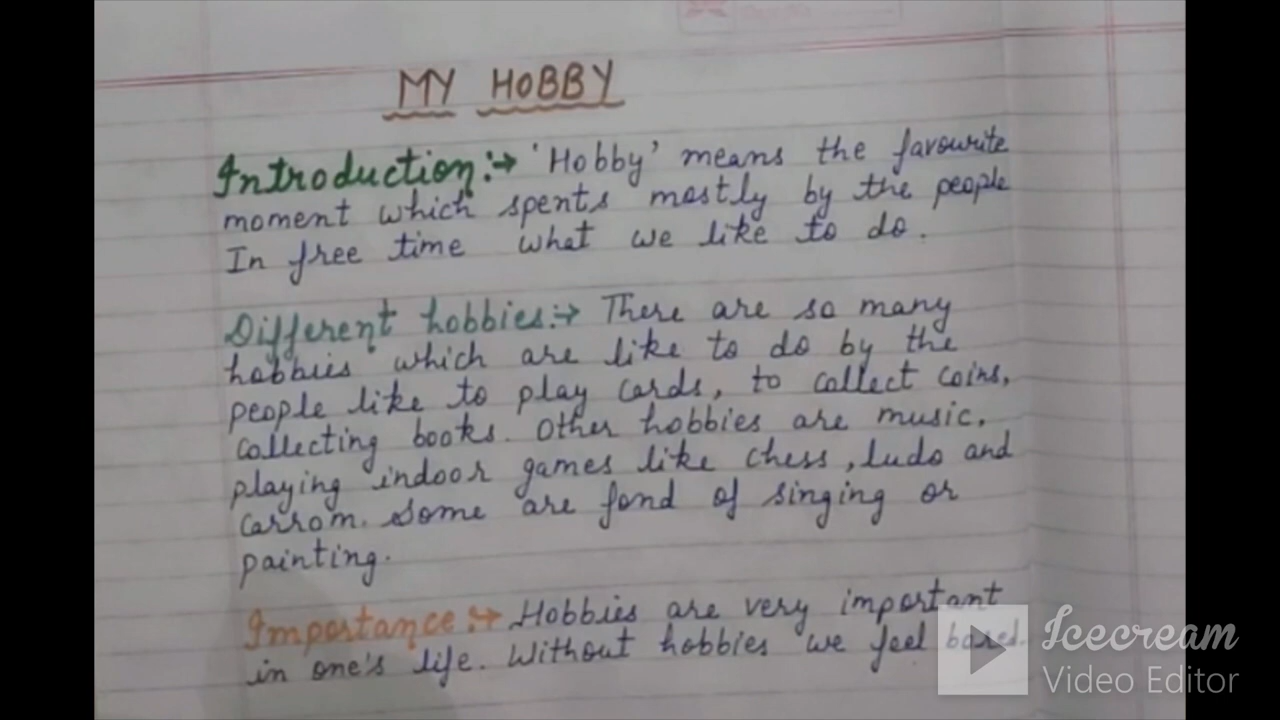 MY HOBBY
Introduction:→ 'Hobby' means the favourite
moment which spents mostly by the people
In free time what we like to do.
Different hobbies:→ There are so many
hobbies which are like to do by the
people like to play cards, to collect coins,
collecting books. Other hobbies are music,
playing indoor games like chess, ludo and
carrom. Some are fond of singing or
painting.
Importance:→ Hobbies are very important
in one's life. Without hobbies we feel
Icecream
Video Editor